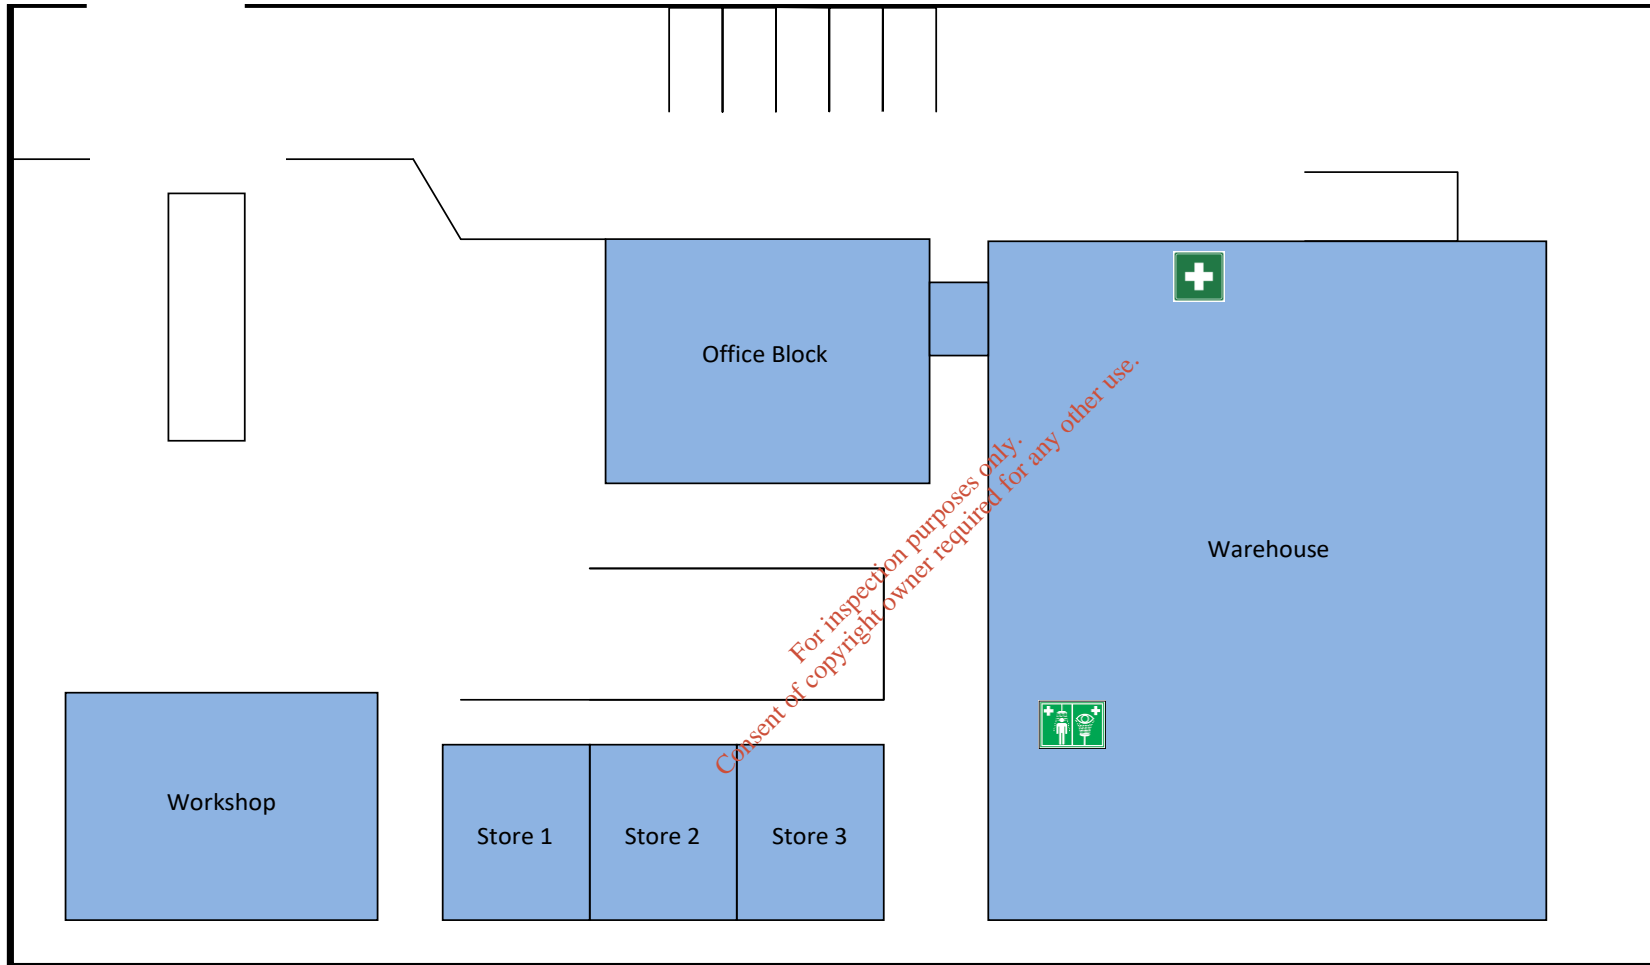 Office Block
Warehouse
For inspection purposes only.
Consent of copyright owner required for any other use.
Workshop
Store 1
Store 2
Store 3